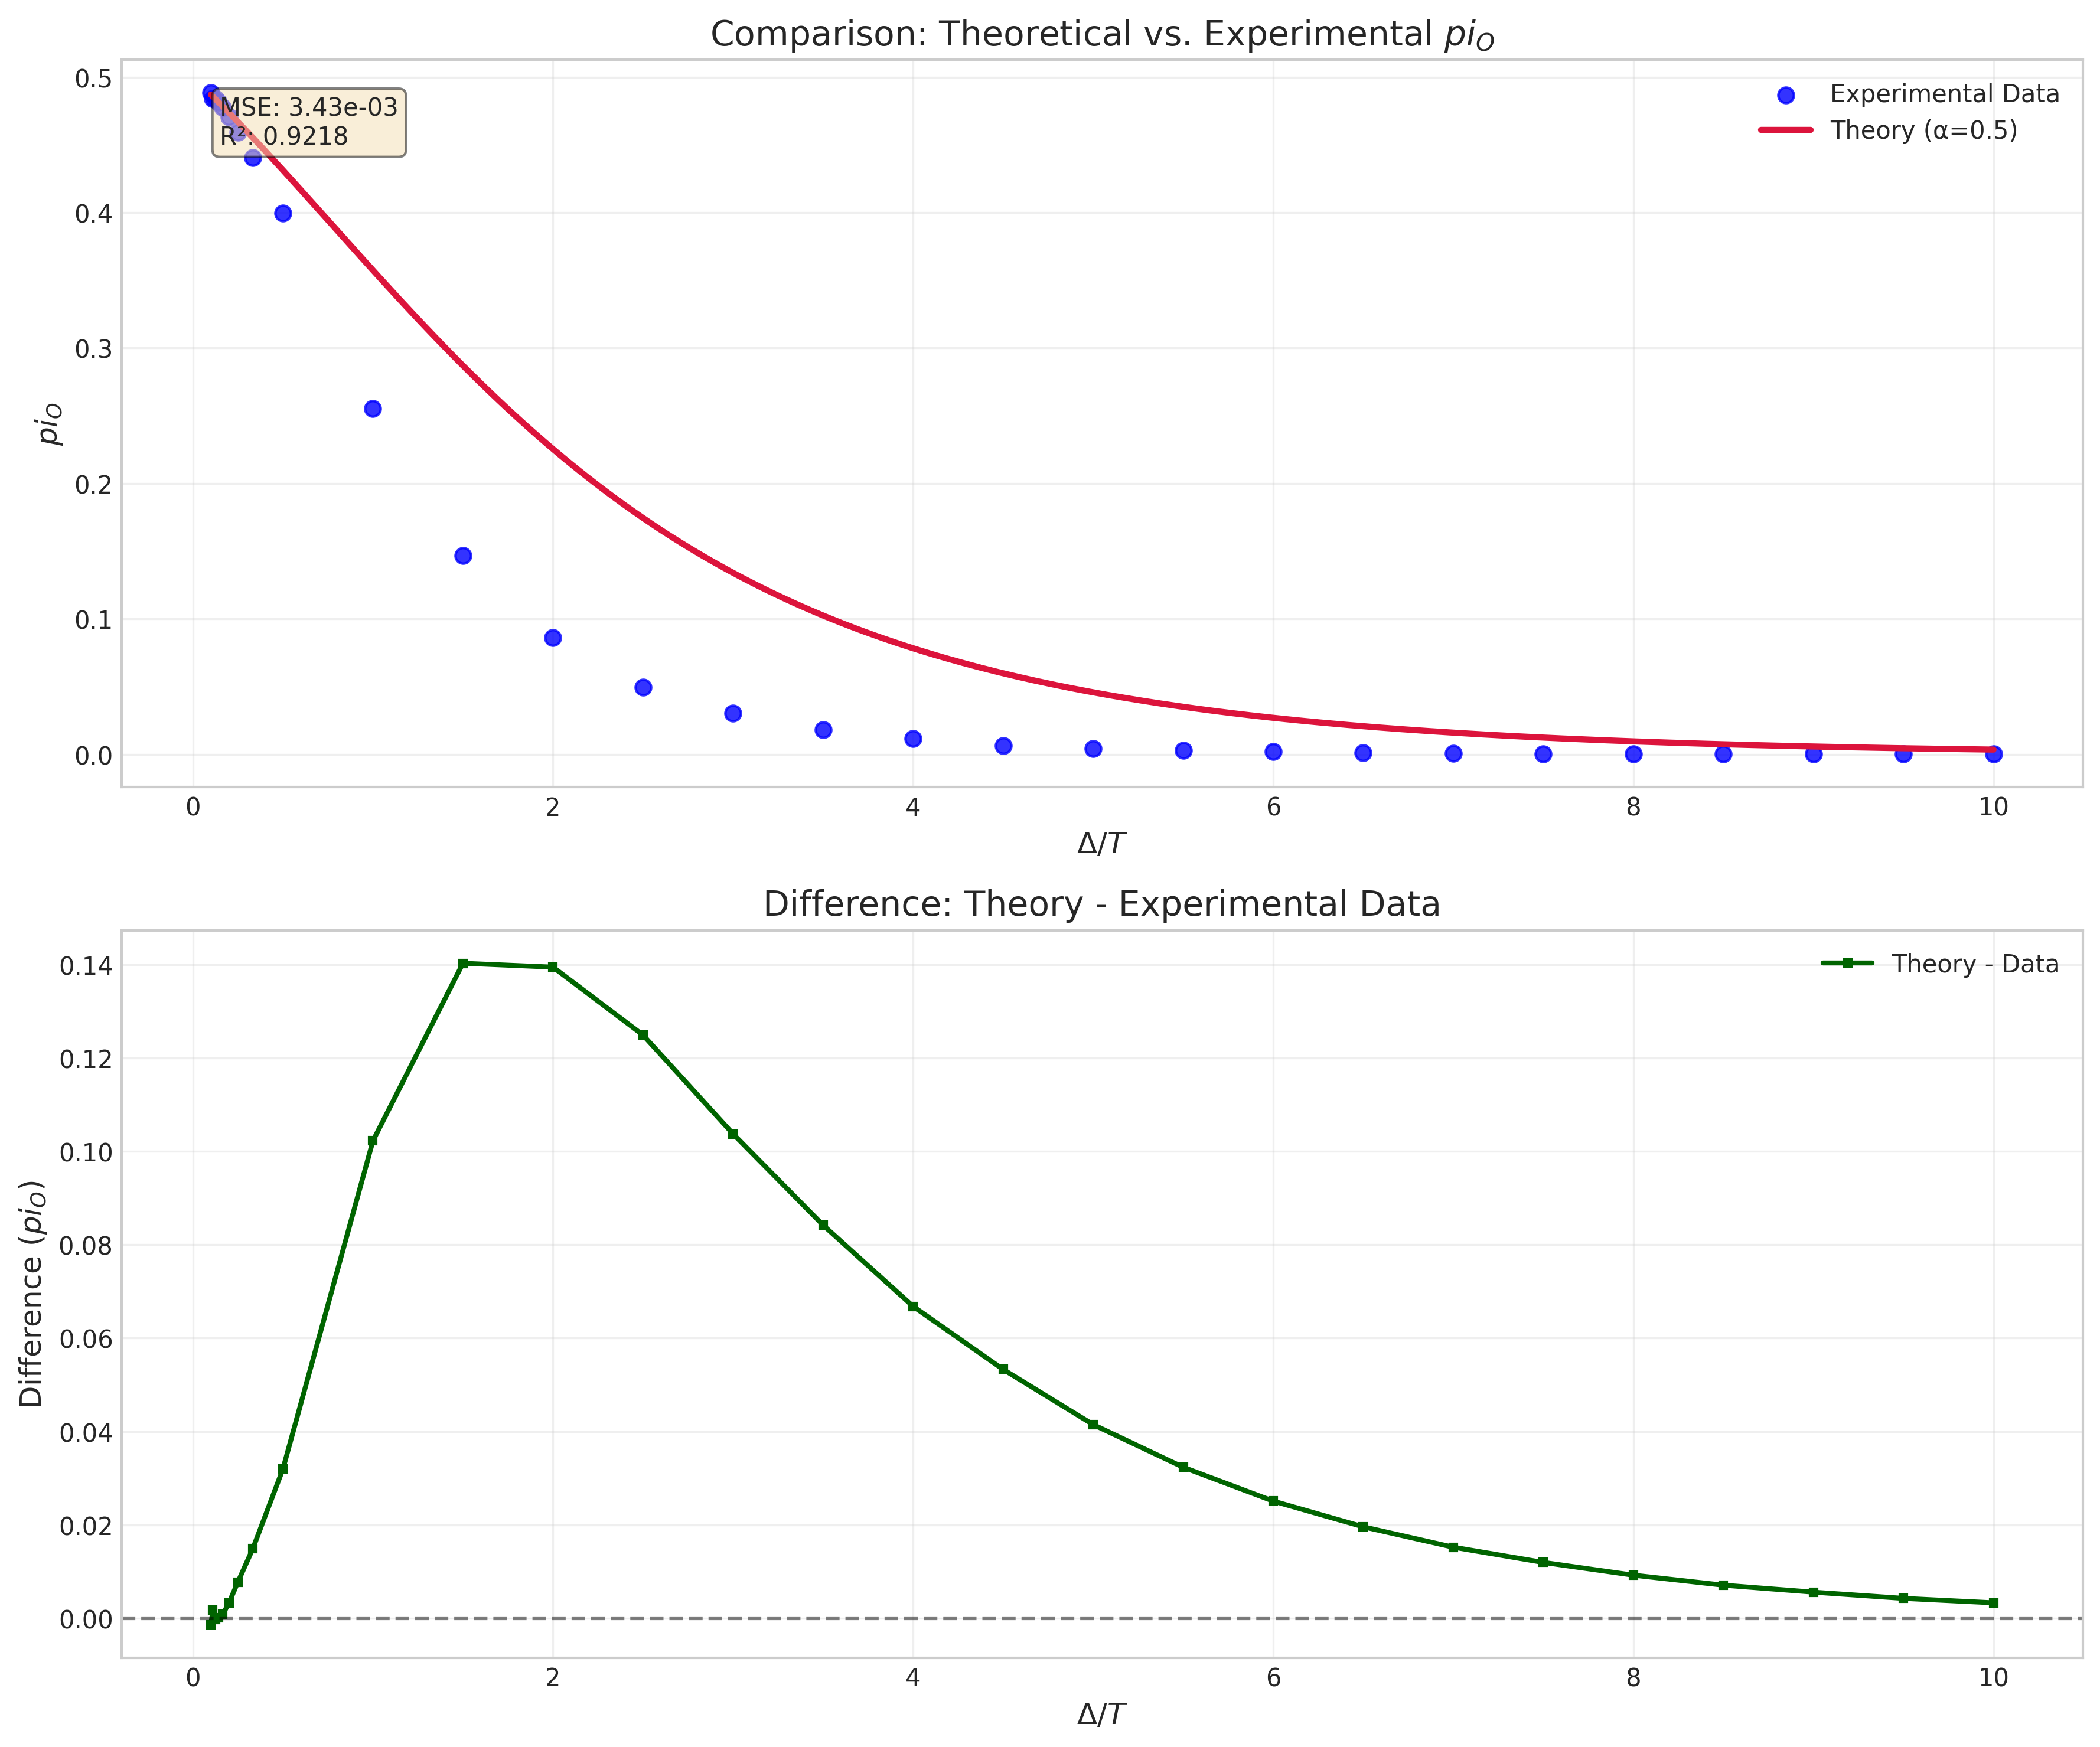 Comparison: Theoretical vs. Experimental pi_O
0.5
0.4
0.3
0.2
0.1
0.0
pi_O
MSE: 3.43e-03
R²: 0.9218
Experimental Data
Theory (α=0.5)
0 2 4 6 8 10
Δ/T
Difference: Theory - Experimental Data
0.14
0.12
0.10
0.08
0.06
0.04
0.02
0.00
Difference (pi_O)
Theory - Data
0 2 4 6 8 10
Δ/T